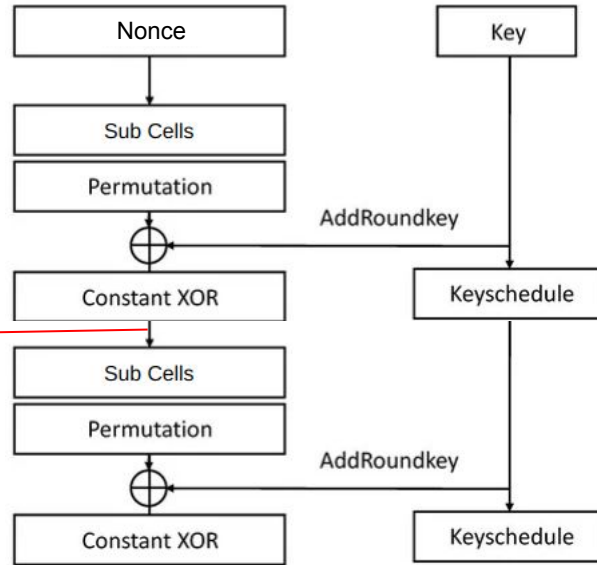 Nonce
Key
Sub Cells
Permutation
AddRoundkey
Constant XOR
Keyschedule
Sub Cells
Permutation
AddRoundkey
Constant XOR
Keyschedule